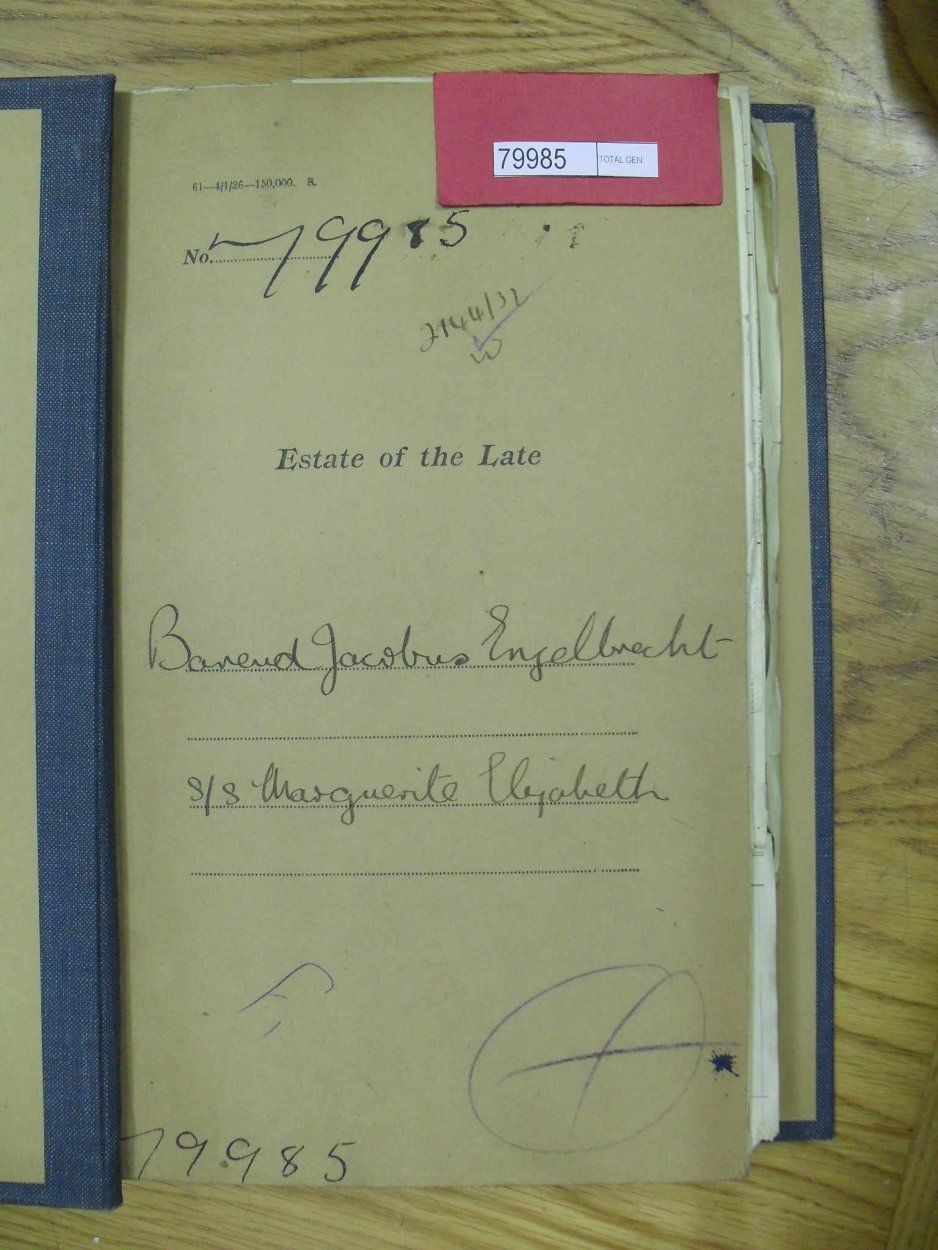 79985 TOTAL GEN
61—4/1/26—150,000. S.
No. 79985
2144/32
Estate of the Late
Barend Jacobus Engelbrecht
s/s Marguerite Elizabeth
79985